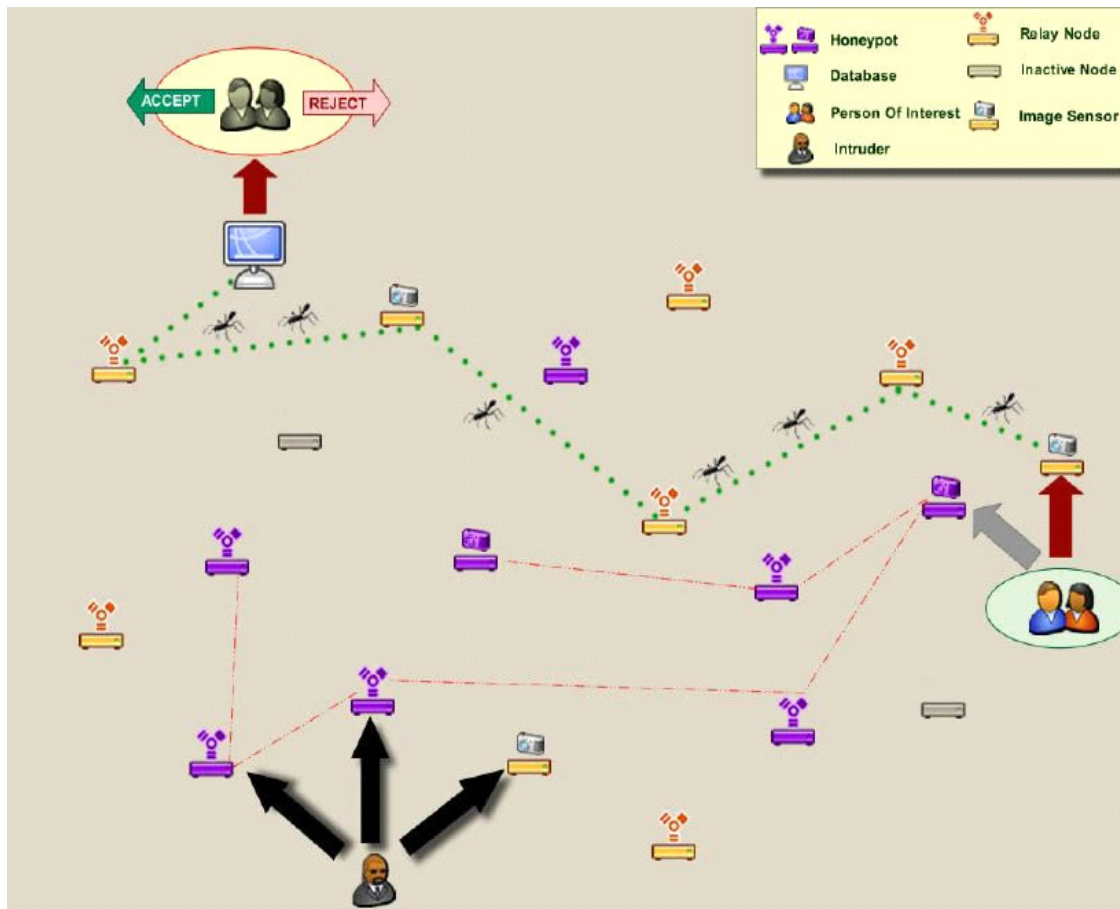 ACCEPT
REJECT
Honeypot
Database
Person Of Interest
Intruder
Relay Node
Inactive Node
Image Sensor